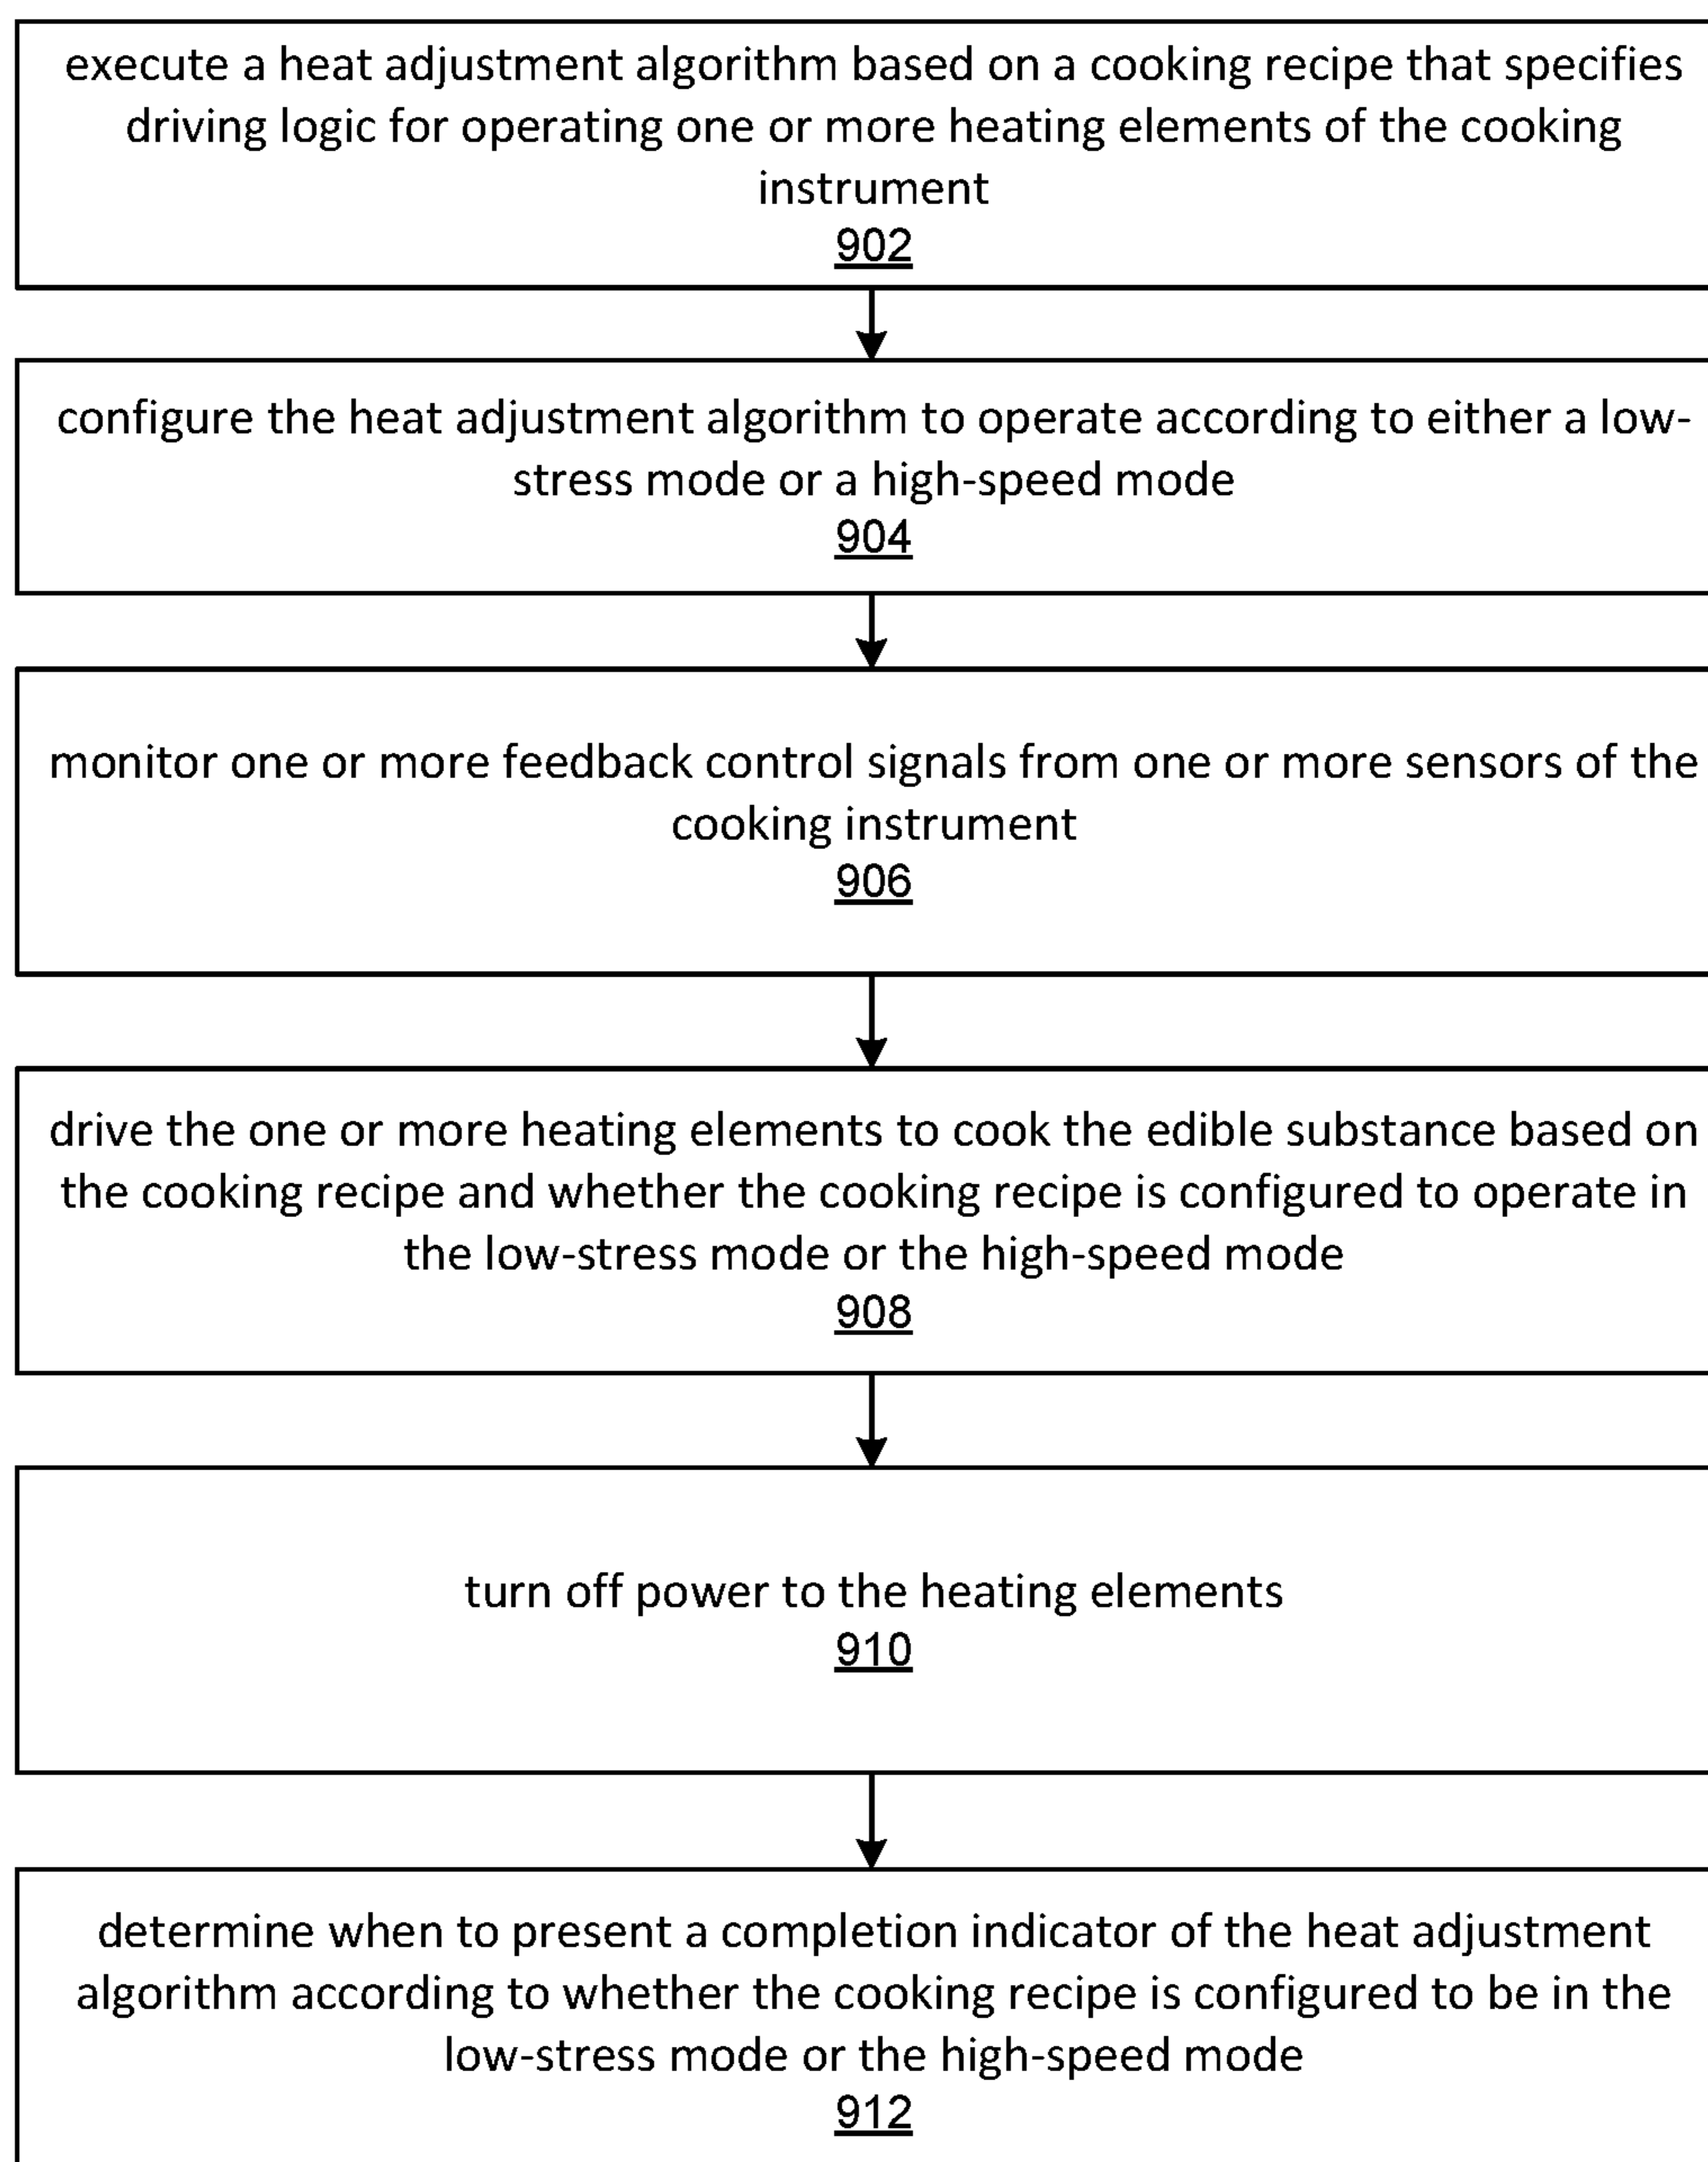 execute a heat adjustment algorithm based on a cooking recipe that specifies
driving logic for operating one or more heating elements of the cooking
instrument
902
configure the heat adjustment algorithm to operate according to either a low-
stress mode or a high-speed mode
904
monitor one or more feedback control signals from one or more sensors of the
cooking instrument
906
drive the one or more heating elements to cook the edible substance based on
the cooking recipe and whether the cooking recipe is configured to operate in
the low-stress mode or the high-speed mode
908
turn off power to the heating elements
910
determine when to present a completion indicator of the heat adjustment
algorithm according to whether the cooking recipe is configured to be in the
low-stress mode or the high-speed mode
912